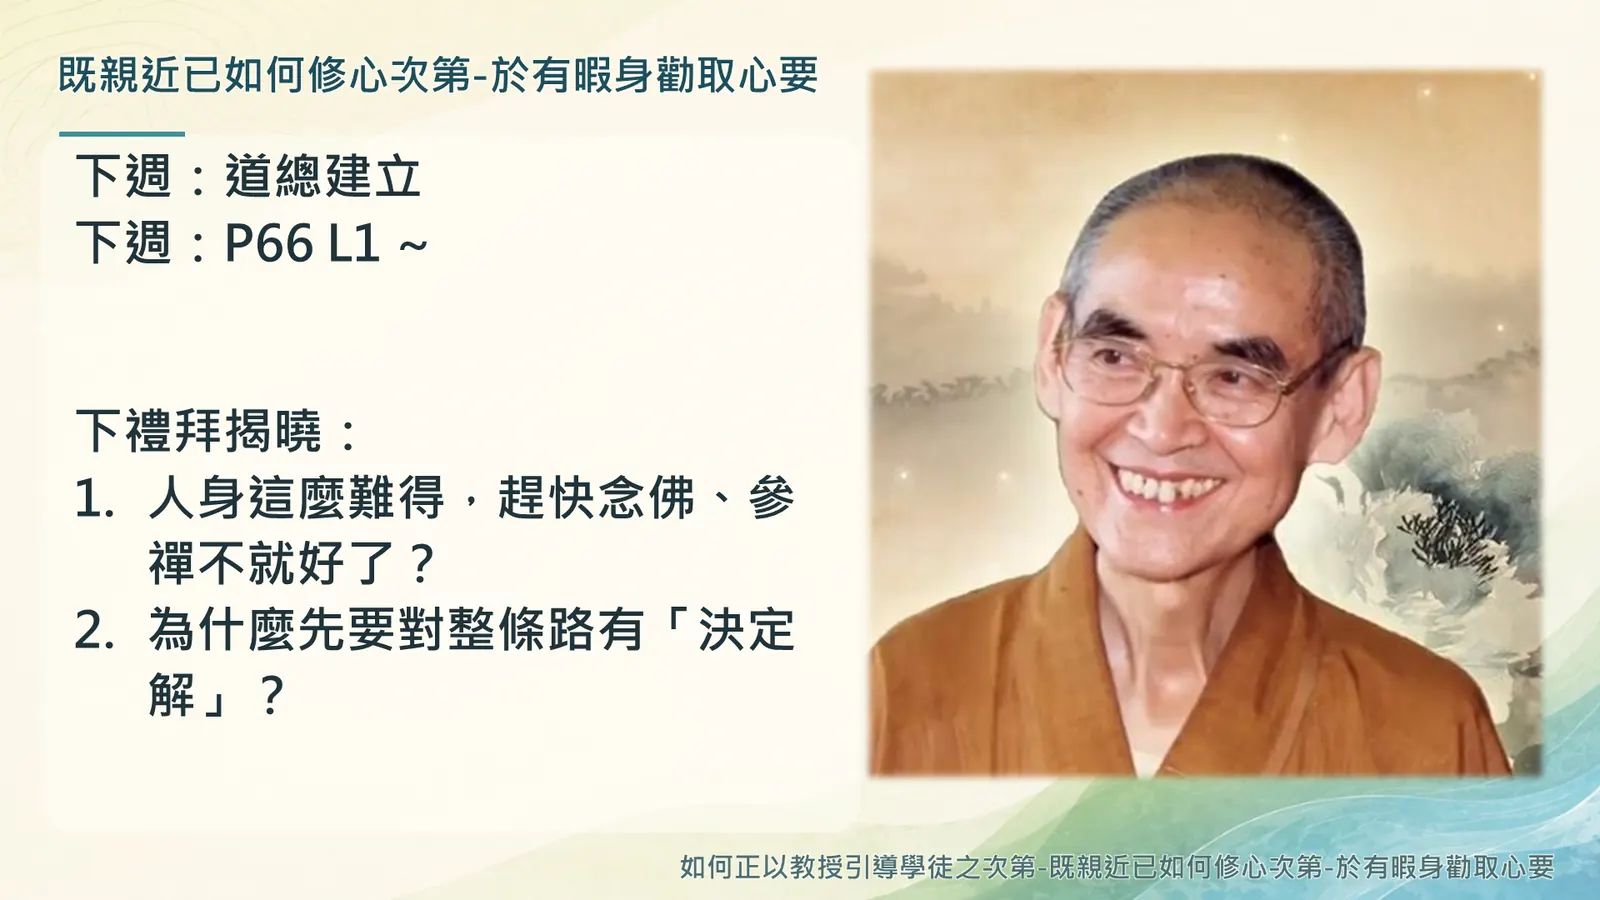 既親近已如何修心次第-於有暇身勸取心要
下週：道總建立
下週：P66 L1 ~
下禮拜揭曉：
1. 人身這麼難得，趕快念佛、參
禪不就好了？
2. 為什麼先要對整條路有「決定
解」？
如何正以教授引導學徒之次第-既親近已如何修心次第-於有暇身勸取心要